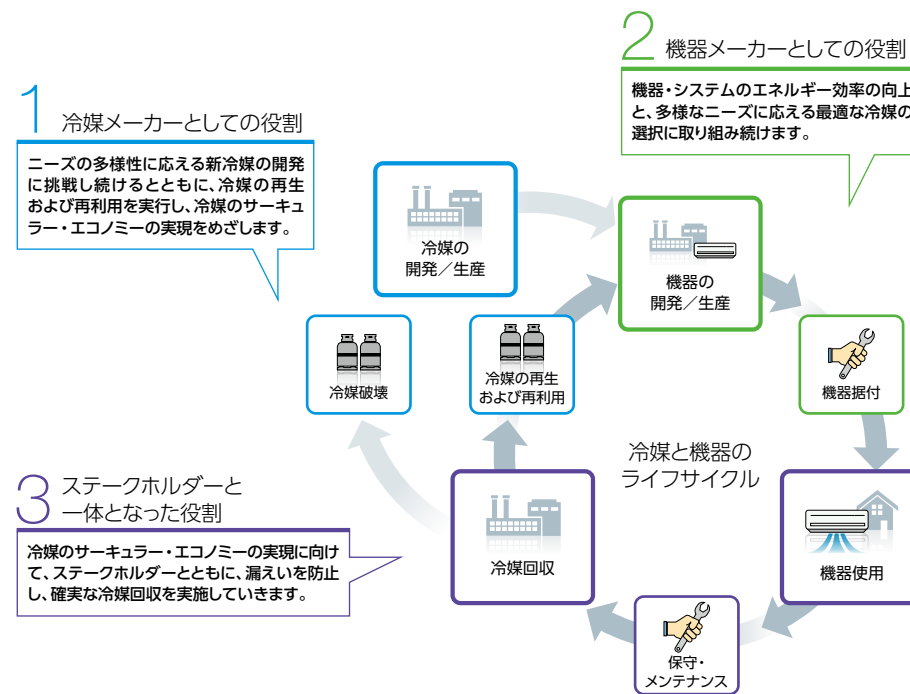 1 冷媒メーカーとしての役割
ニーズの多様性に応える新冷媒の開発
に挑戦し続けるとともに、冷媒の再生
および再利用を実行し、冷媒のサーキュ
ラー・エコノミーの実現をめざします。
2 機器メーカーとしての役割
機器・システムのエネルギー効率の向上
と、多様なニーズに応える最適な冷媒の
選択に取り組み続けます。
冷媒の
開発／生産
機器の
開発／生産
冷媒破壊
冷媒の再生
および再利用
機器据付
冷媒と機器の
ライフサイクル
3 ステークホルダーと
一体となった役割
冷媒のサーキュラー・エコノミーの実現に向け
て、ステークホルダーとともに、漏えいを防止
し、確実な冷媒回収を実施していきます。
冷媒回収
機器使用
保守・
メンテナンス